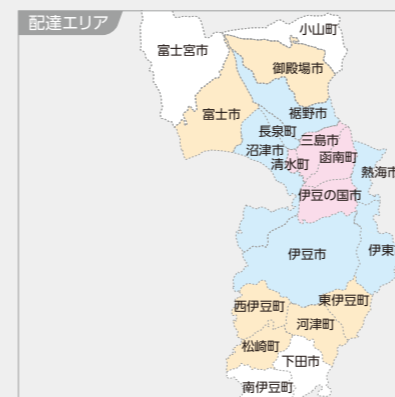 配達エリア
小山町
富士宮市
御殿場市
富士市
裾野市
長泉町
三島市
沼津市
函南町
清水町
熱海市
伊豆の国市
伊豆市
伊東
西伊豆町
東伊豆町
河津町
松崎町
下田市
南伊豆町